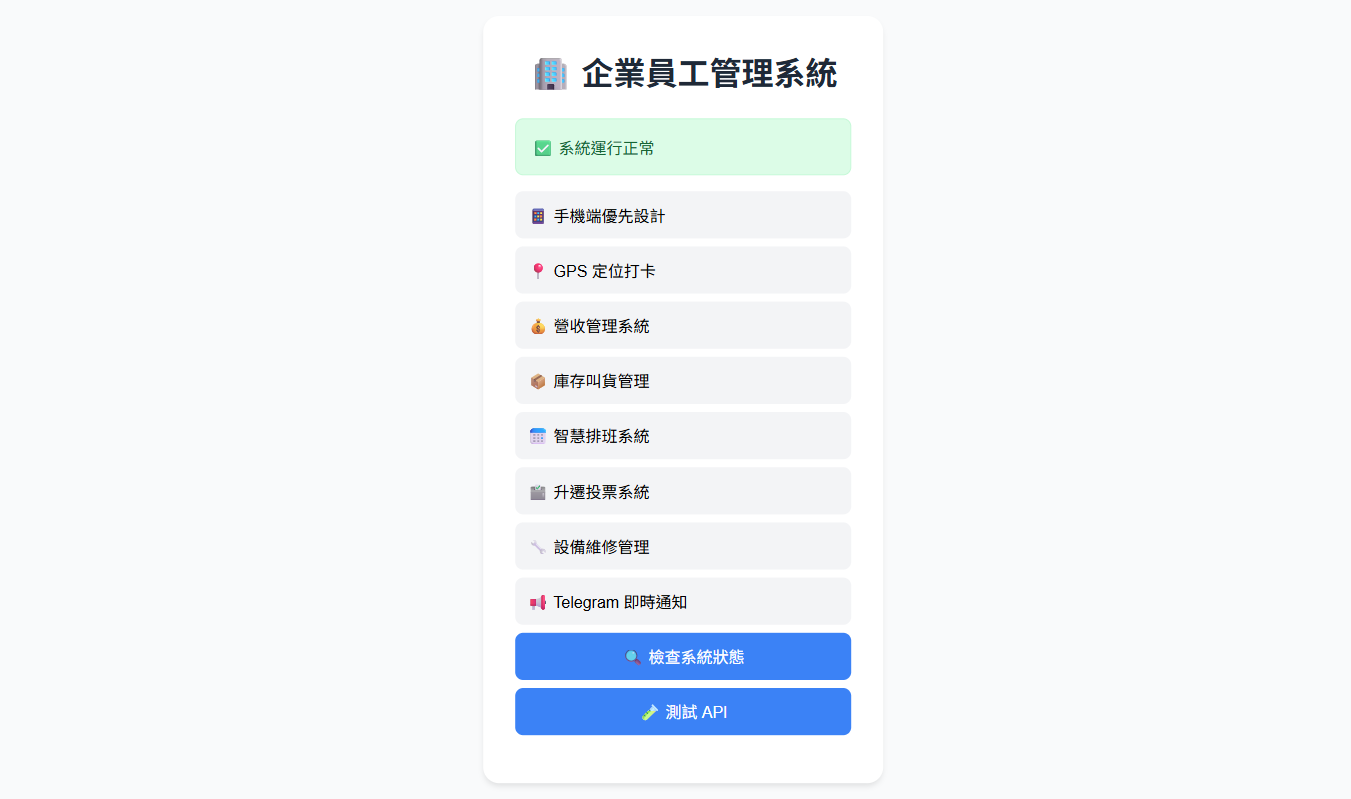 企業員工管理系統
系統運行正常
手機端優先設計
GPS 定位打卡
營收管理系統
庫存叫貨管理
智慧排班系統
升遷投票系統
設備維修管理
Telegram 即時通知
檢查系統狀態
測試 API